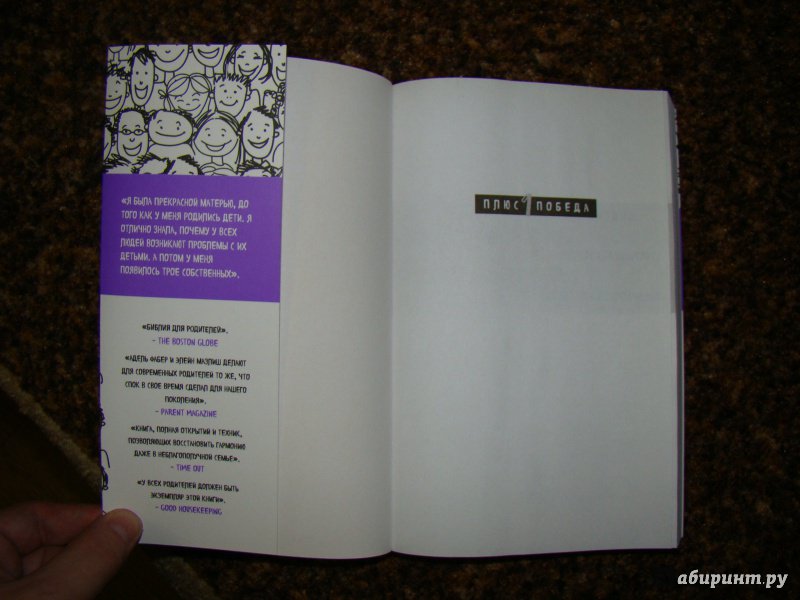 «Я БЫЛА ПРЕКРАСНОЙ МАТЕРЬЮ, ДО
ТОГО КАК У МЕНЯ РОДИЛИСЬ ДЕТИ. Я
ОТЛИЧНО ЗНАЛА, ПОЧЕМУ У ВСЕХ
ЛЮДЕЙ ВОЗНИКАЮТ ПРОБЛЕМЫ С ИХ
ДЕТЬМИ. А ПОТОМ У МЕНЯ
ПОЯВИЛОСЬ ТРОЕ СОБСТВЕННЫХ».
«БИБЛИЯ ДЛЯ РОДИТЕЛЕЙ».
- THE BOSTON GLOBE
«АДЕЛЬ ФАБЕР И ЭЛЕЙН МАЗЛИШ ДЕЛАЮТ
ДЛЯ СОВРЕМЕННЫХ РОДИТЕЛЕЙ ТО ЖЕ, ЧТО
СПОК В СВОЕ ВРЕМЯ СДЕЛАЛ ДЛЯ НАШЕГО
ПОКОЛЕНИЯ».
- PARENT MAGAZINE
«КНИГА, ПОЛНАЯ ОТКРЫТИЙ И ТЕХНИК,
ПОЗВОЛЯЮЩИХ ВОССТАНОВИТЬ ГАРМОНИЮ
ДАЖЕ В НЕБЛАГОПОЛУЧНОЙ СЕМЬЕ».
- TIME OUT
«У ВСЕХ РОДИТЕЛЕЙ ДОЛЖЕН БЫТЬ
ЭКЗЕМПЛЯР ЭТОЙ КНИГИ».
- GOOD HOUSEKEEPING
ПЛЮС 1 ПОБЕДА
абиринт.ру